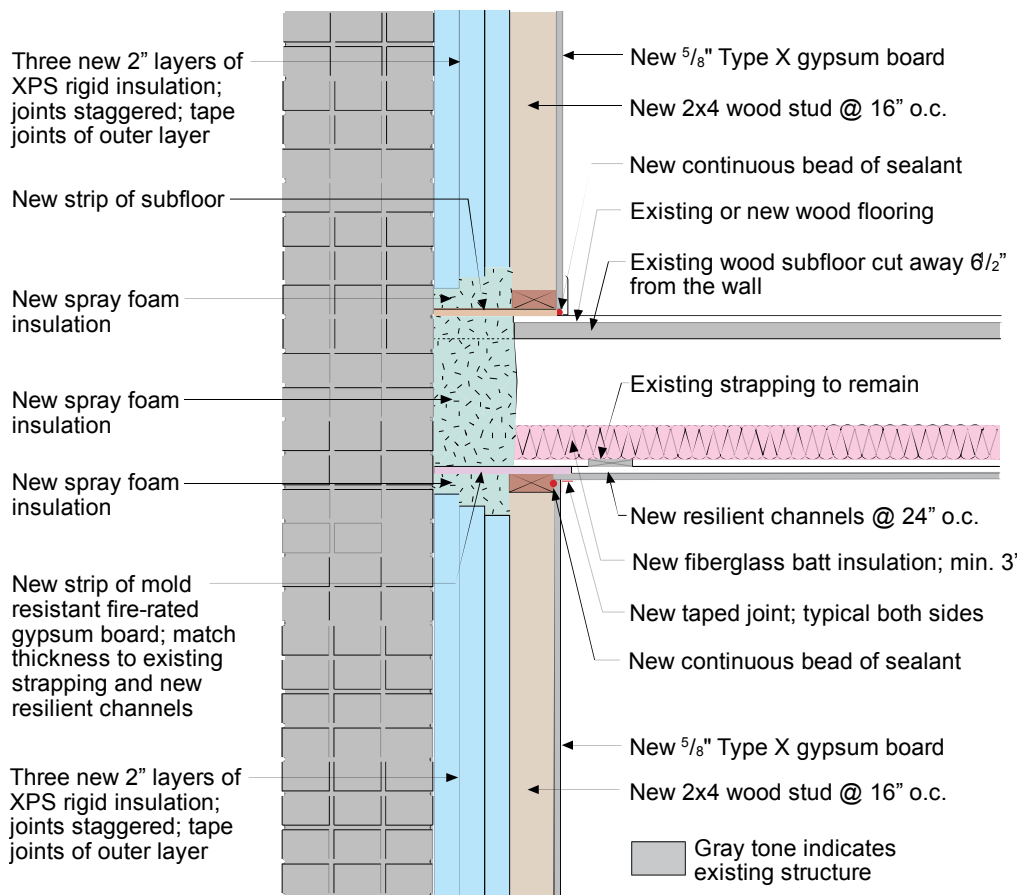 Three new 2” layers of
XPS rigid insulation;
joints staggered; tape
joints of outer layer
New strip of subfloor
New spray foam
insulation
New spray foam
insulation
New spray foam
insulation
New strip of mold
resistant fire-rated
gypsum board; match
thickness to existing
strapping and new
resilient channels
Three new 2” layers of
XPS rigid insulation;
joints staggered; tape
joints of outer layer
New 5/8" Type X gypsum board
New 2x4 wood stud @ 16” o.c.
New continuous bead of sealant
Existing or new wood flooring
Existing wood subfloor cut away 61/2”
from the wall
Existing strapping to remain
New resilient channels @ 24” o.c.
New fiberglass batt insulation; min. 3”
New taped joint; typical both sides
New continuous bead of sealant
New 5/8" Type X gypsum board
New 2x4 wood stud @ 16” o.c.
Gray tone indicates
existing structure